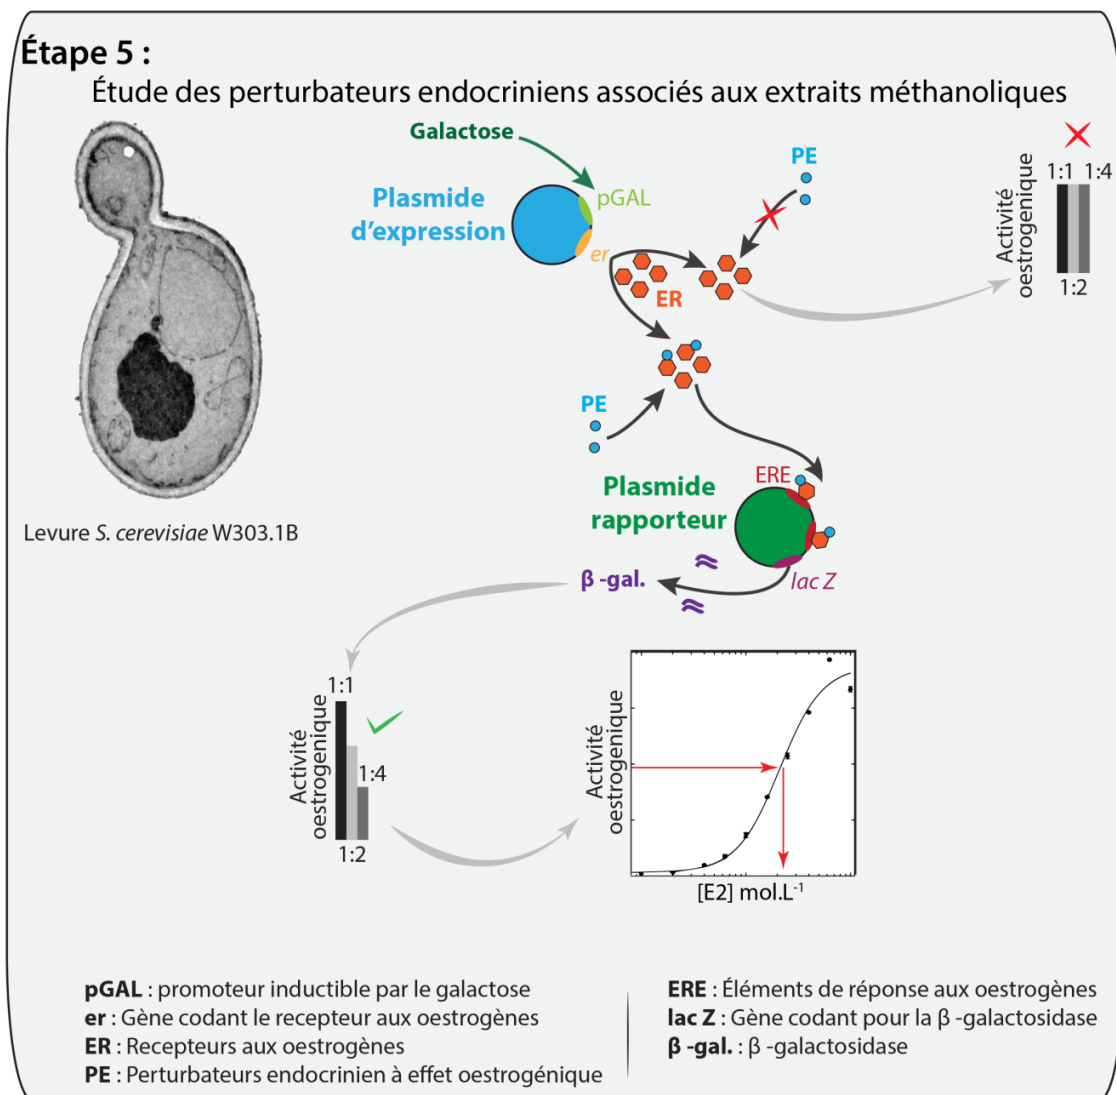 Étape 5 :
Étude des perturbateurs endocriniens associés aux extraits méthanoliques
Galactose
Plasmide
d'expression
pGAL
er
ER
PE
1:1 1:4
Activité
oestrogenique
1:2
PE
Levure S. cerevisiae W303.1B
Plasmide
rapporteur
ERE
lac Z
β -gal.
1:1
Activité
oestrogenique
1:4
1:2
Activité
oestrogenique
[E2] mol.L⁻¹
pGAL : promoteur inductible par le galactose
er : Gène codant le recepteur aux oestrogènes
ER : Recepteurs aux oestrogènes
PE : Perturbateurs endocrinien à effet oestrogénique
ERE : Éléments de réponse aux oestrogènes
lac Z : Gène codant pour la β -galactosidase
β -gal. : β -galactosidase